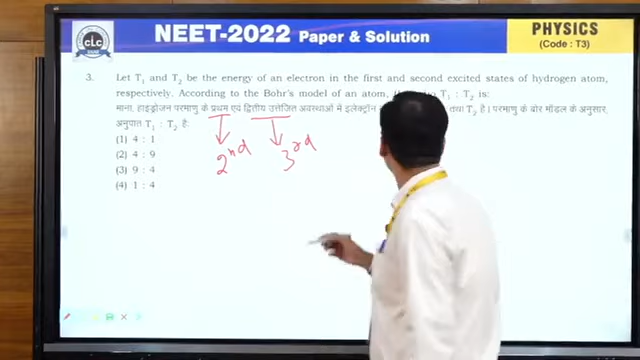 CLC
SIKAR
NEET-2022 Paper & Solution
PHYSICS
(Code : T3)
3. Let T1 and T2 be the energy of an electron in the first and second excited states of hydrogen atom,
respectively. According to the Bohr's model of an atom, T1 : T2 is:
माना, हाइड्रोजन परमाणु के प्रथम एवं द्वितीय उत्तेजित अवस्थाओं में इलेक्ट्रॉन तथा T2 है। परमाणु के बोर मॉडल के अनुसार,
अनुपात T1 : T2 है:
2nd 3rd
(1) 4 : 1
(2) 4 : 9
(3) 9 : 4
(4) 1 : 4